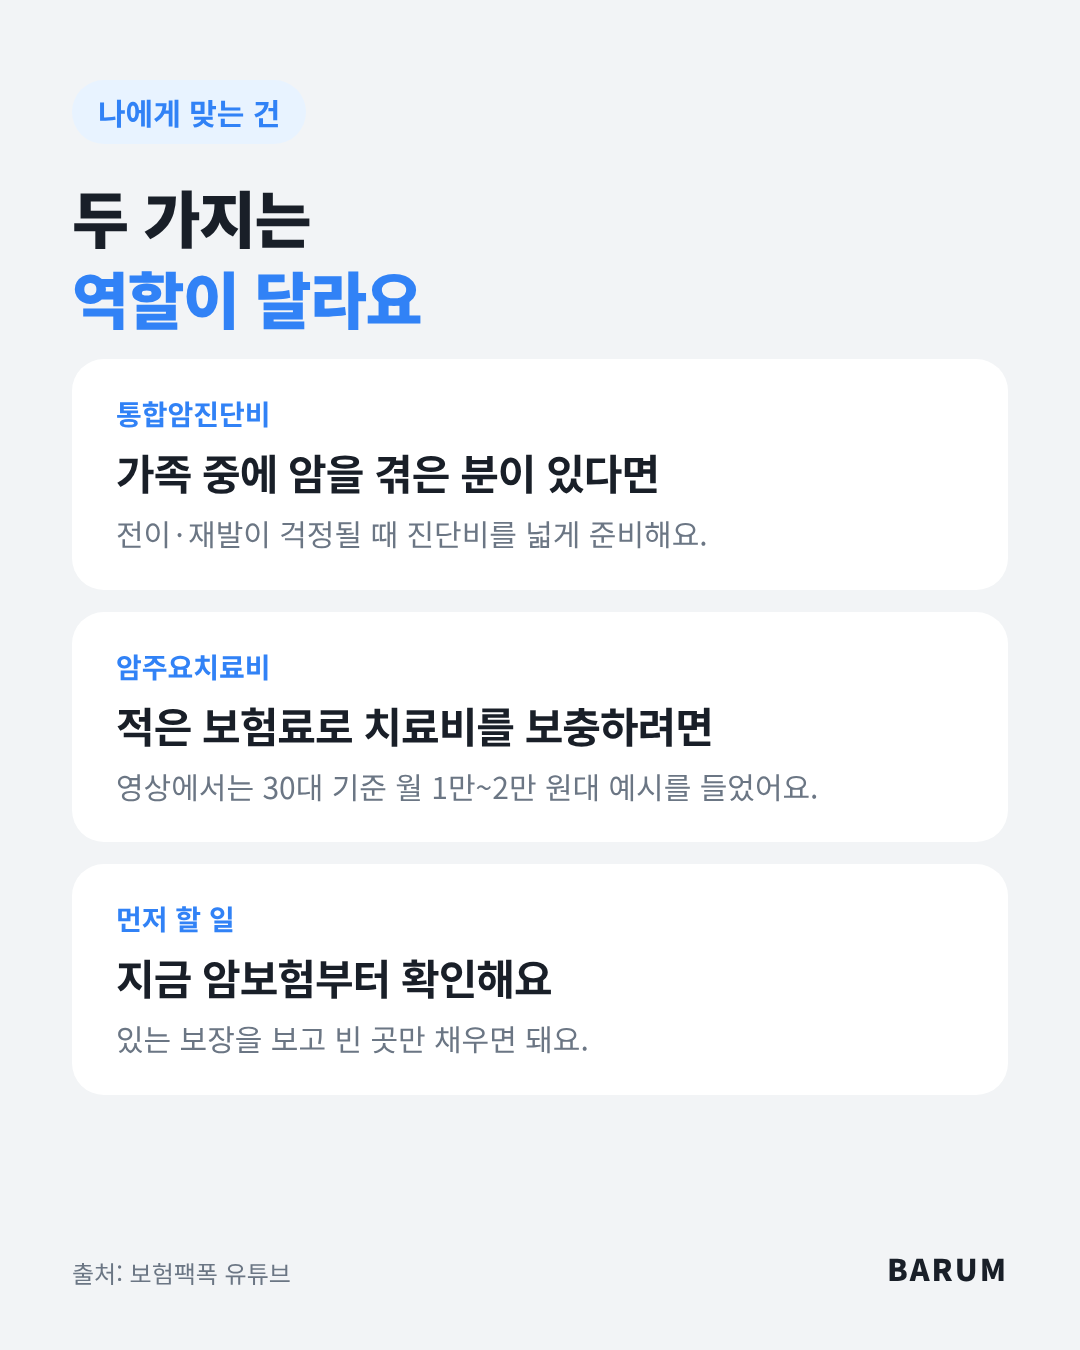 나에게 맞는 건
두 가지는
역할이 달라요
통합암진단비
가족 중에 암을 겪은 분이 있다면
전이·재발이 걱정될 때 진단비를 넓게 준비해요.
암주요치료비
적은 보험료로 치료비를 보충하려면
영상에서는 30대 기준 월 1만~2만 원대 예시를 들었어요.
먼저 할 일
지금 암보험부터 확인해요
있는 보장을 보고 빈 곳만 채우면 돼요.
출처: 보험팩폭 유튜브
BARUM